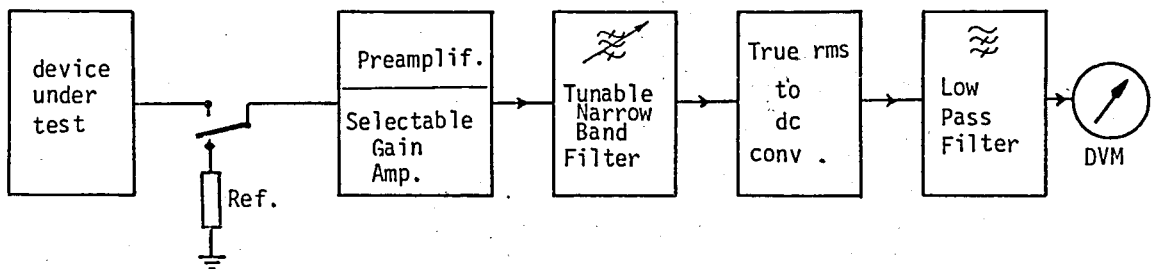 device
under
test
Ref.
Preamplif.
Selectable
Gain
Amp.
Tunable
Narrow
Band
Filter
True rms
to
dc
conv .
Low
Pass
Filter
DVM